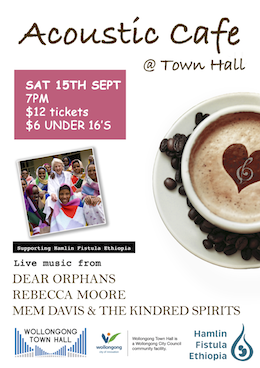 Acoustic Cafe
@ Town Hall
SAT 15TH SEPT
7PM
$12 tickets
$6 UNDER 16'S
Supporting Hamlin Fistula Ethiopia
Live music from
DEAR ORPHANS
REBECCA MOORE
MEM DAVIS & THE KINDRED SPIRITS
WOLLONGONG
TOWN HALL
wollongong
Wollongong Town Hall is
a Wollongong City Council
community facility.
Hamlin
Fistula
Ethiopia